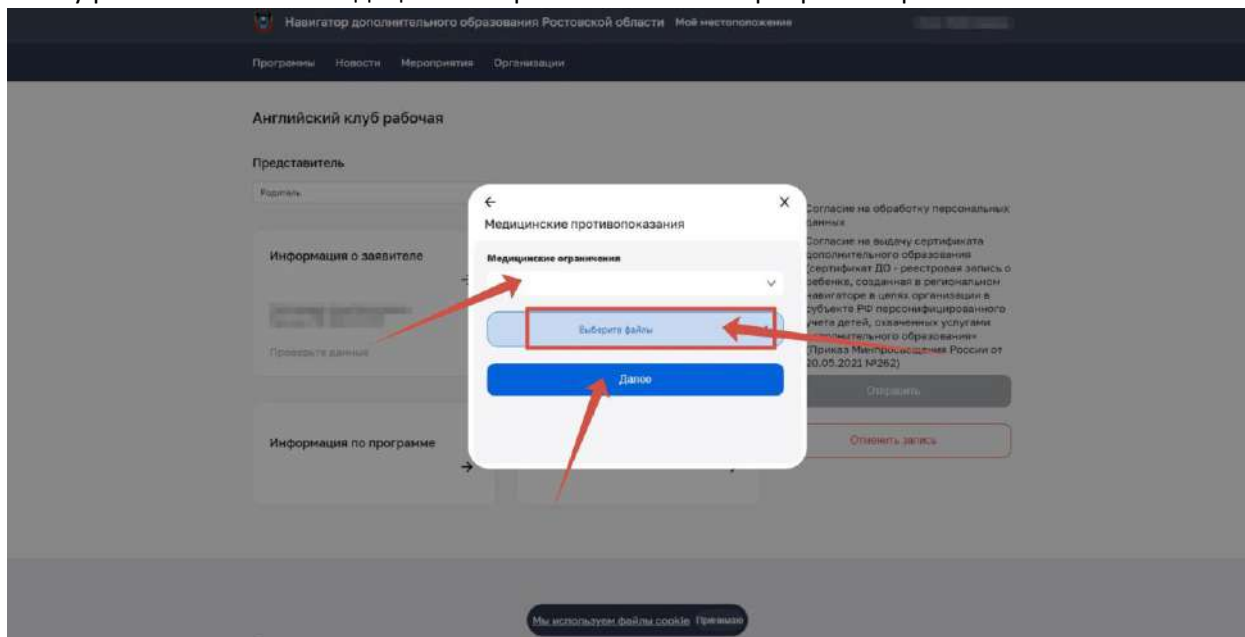 Навигатор дополнительного образования Ростовской области Моё местоположение
Программы Новости Мероприятия Организации
Английский клуб рабочая
Представитель
Родитель
Информация о заявителе
Проверьте данные
Информация по программе
Медицинские противопоказания
Медицинские ограничения
Выберите файлы
Далее
Согласие на обработку персональных
данных
Согласие на выдачу сертификата
дополнительного образования
(сертификат ДО - реестровая запись о
ребенке, созданная в региональном
навигаторе в целях организации в
субъекте РФ персонифицированного
учета детей, охваченных услугами
дополнительного образования»
(Приказ Минпросвещения России от
20.05.2021 №262)
Отправить
Отменить запись
Мы используем файлы cookie Принимаю